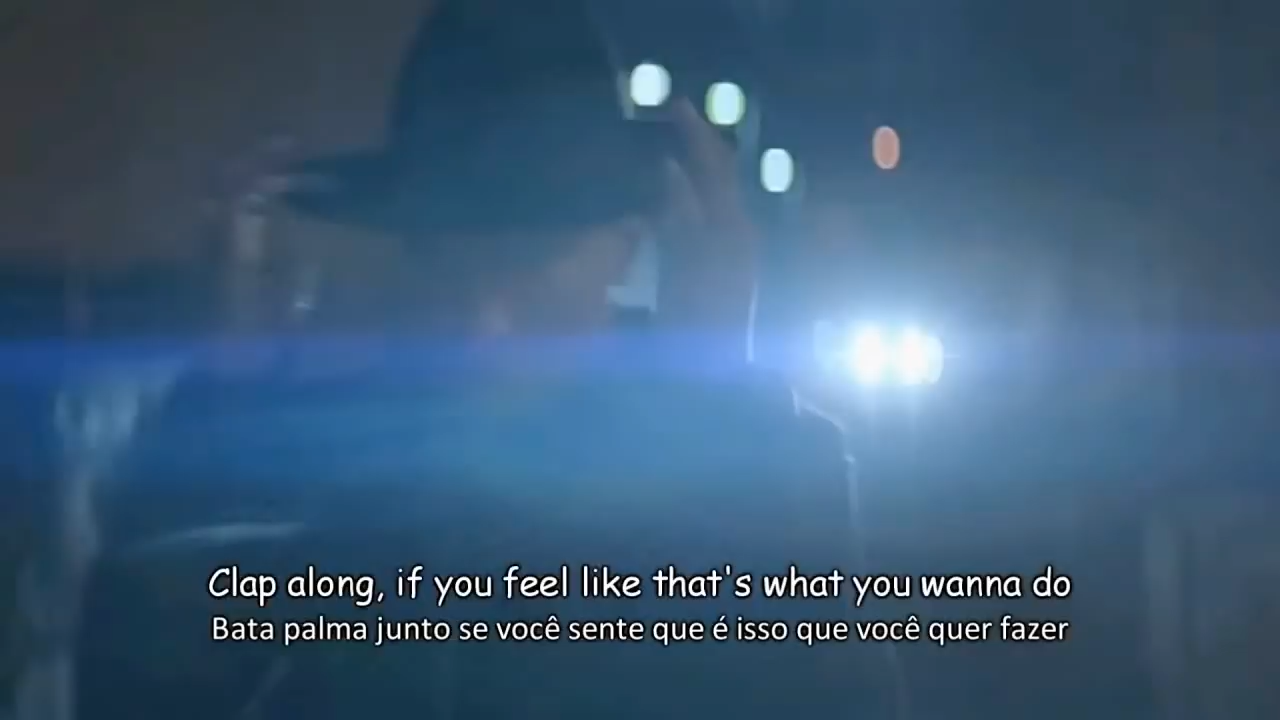 Clap along, if you feel like that's what you wanna do
Bata palma junto se você sente que é isso que você quer fazer